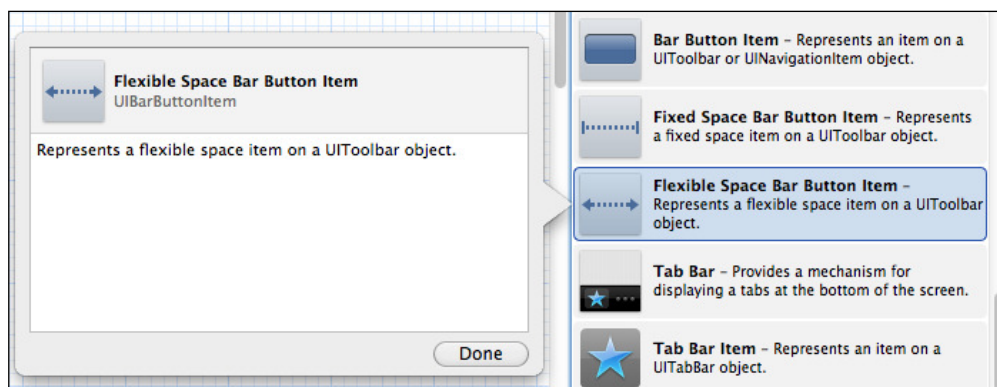 Flexible Space Bar Button Item
UIBarButtonItem
Represents a flexible space item on a UIToolbar object.
Done
Bar Button Item – Represents an item on a
UIToolbar or UINavigationItem object.
Fixed Space Bar Button Item – Represents
a fixed space item on a UIToolbar object.
Flexible Space Bar Button Item –
Represents a flexible space item on a UIToolbar
object.
Tab Bar – Provides a mechanism for
displaying a tabs at the bottom of the screen.
Tab Bar Item – Represents an item on a
UITabBar object.